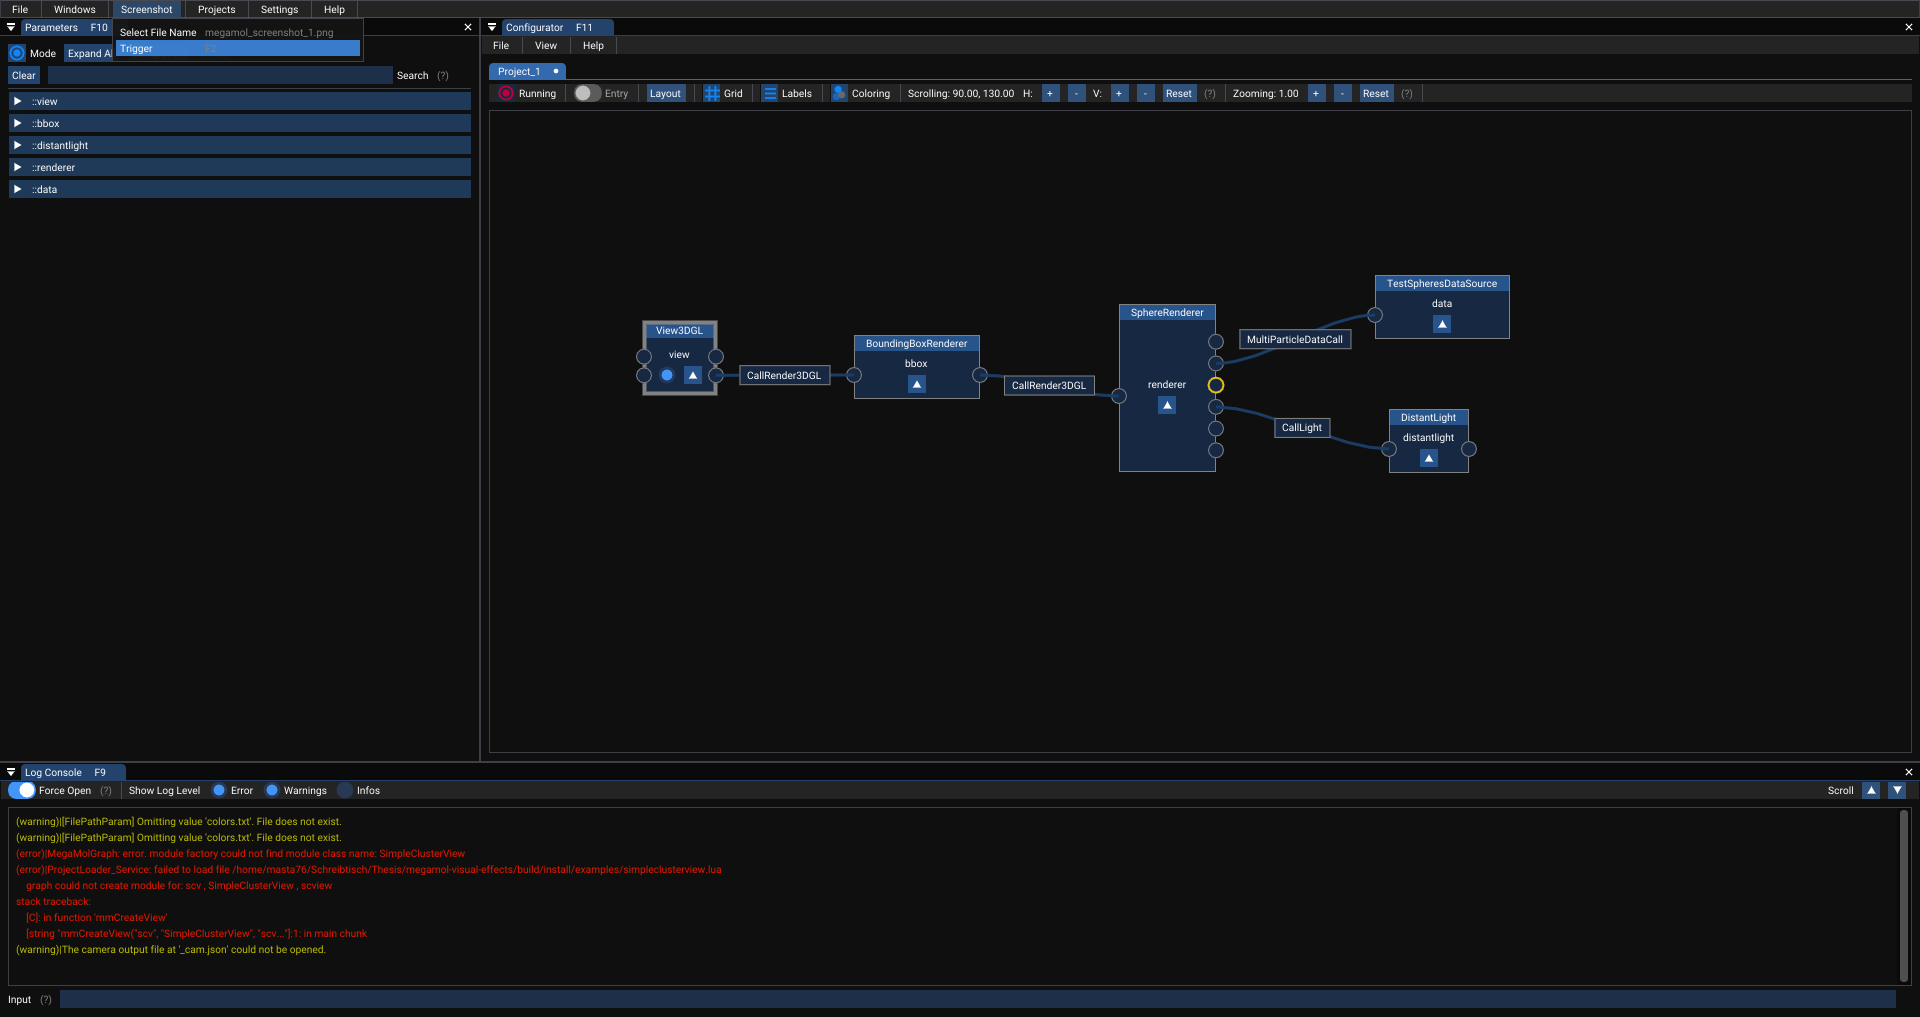 File Windows Screenshot Projects Settings Help
Parameters F10
Select File Name megamol_screenshot_1.png
Trigger F2
Mode Expand Al
Clear Search (?)
::view
::bbox
::distantlight
::renderer
::data
Configurator F11
File View Help
Project_1
Running Entry Layout Grid Labels Coloring Scrolling: 90.00, 130.00 H: + - V: + - Reset (?) Zooming: 1.00 + - Reset (?)
View3DGL
view
CallRender3DGL
BoundingBoxRenderer
bbox
CallRender3DGL
SphereRenderer
renderer
MultiParticleDataCall
TestSpheresDataSource
data
CallLight
DistantLight
distantlight
Log Console F9
Force Open (?) Show Log Level Error Warnings Infos Scroll
(warning)|[FilePathParam] Omitting value 'colors.txt'. File does not exist.
(warning)|[FilePathParam] Omitting value 'colors.txt'. File does not exist.
(error)|MegaMolGraph: error. module factory could not find module class name: SimpleClusterView
(error)|ProjectLoader_Service: failed to load file /home/masta76/Schreibtisch/Thesis/megamol-visual-effects/build/install/examples/simpleclusterview.lua
graph could not create module for: scv , SimpleClusterView , scview
stack traceback:
[C]: in function 'mmCreateView'
[string "mmCreateView("scv", "SimpleClusterView", "scv..."]:1: in main chunk
(warning)|The camera output file at '_cam.json' could not be opened.
Input (?)